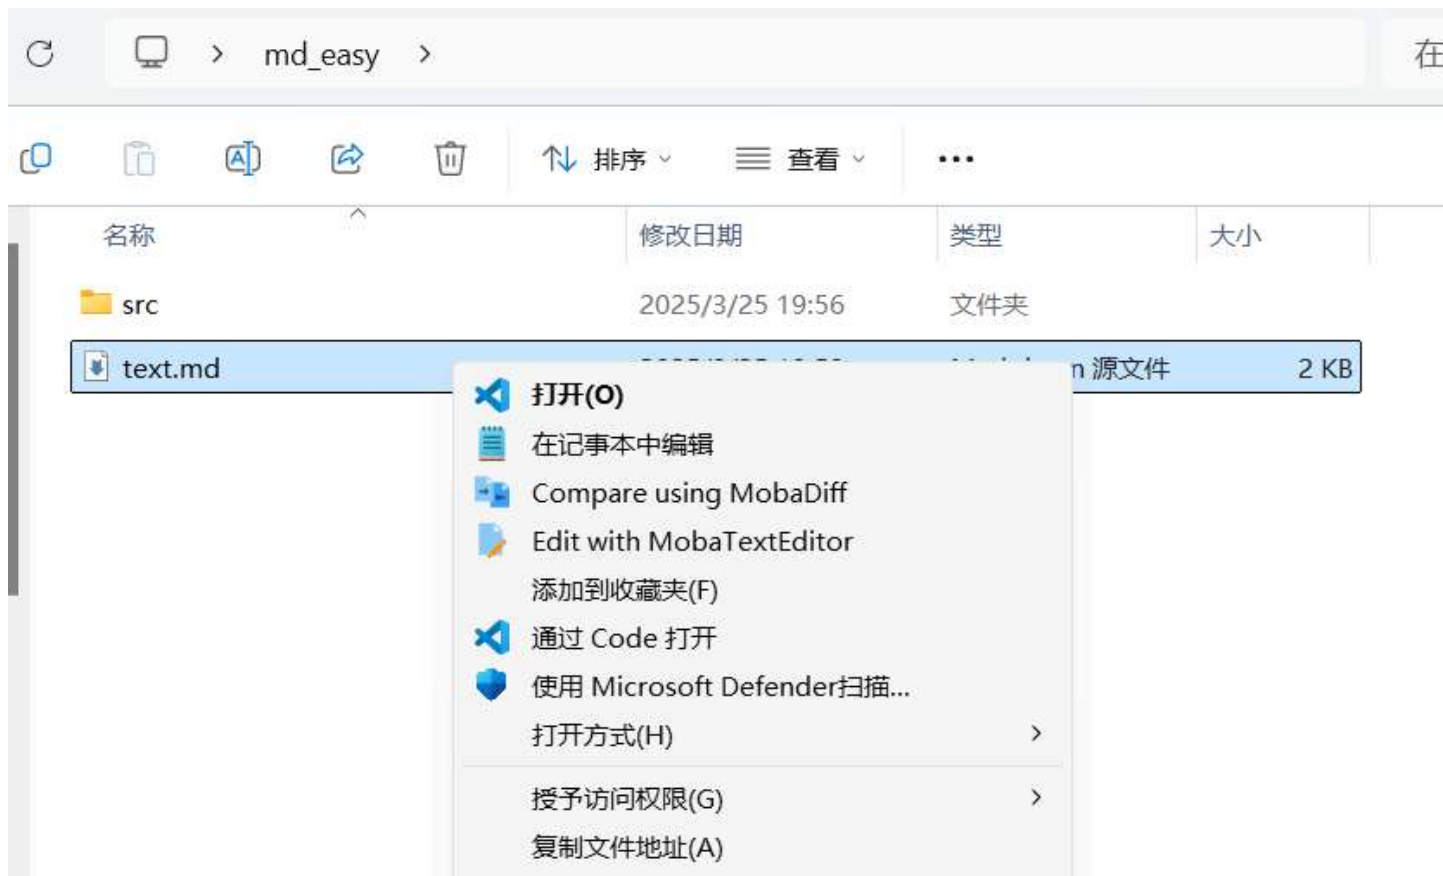 md_easy
在
排序
查看
名称
修改日期
类型
大小
src
2025/3/25 19:56
文件夹
text.md
源文件
2 KB
打开(O)
在记事本中编辑
Compare using MobaDiff
Edit with MobaTextEditor
添加到收藏夹(F)
通过 Code 打开
使用 Microsoft Defender扫描...
打开方式(H)
授予访问权限(G)
复制文件地址(A)